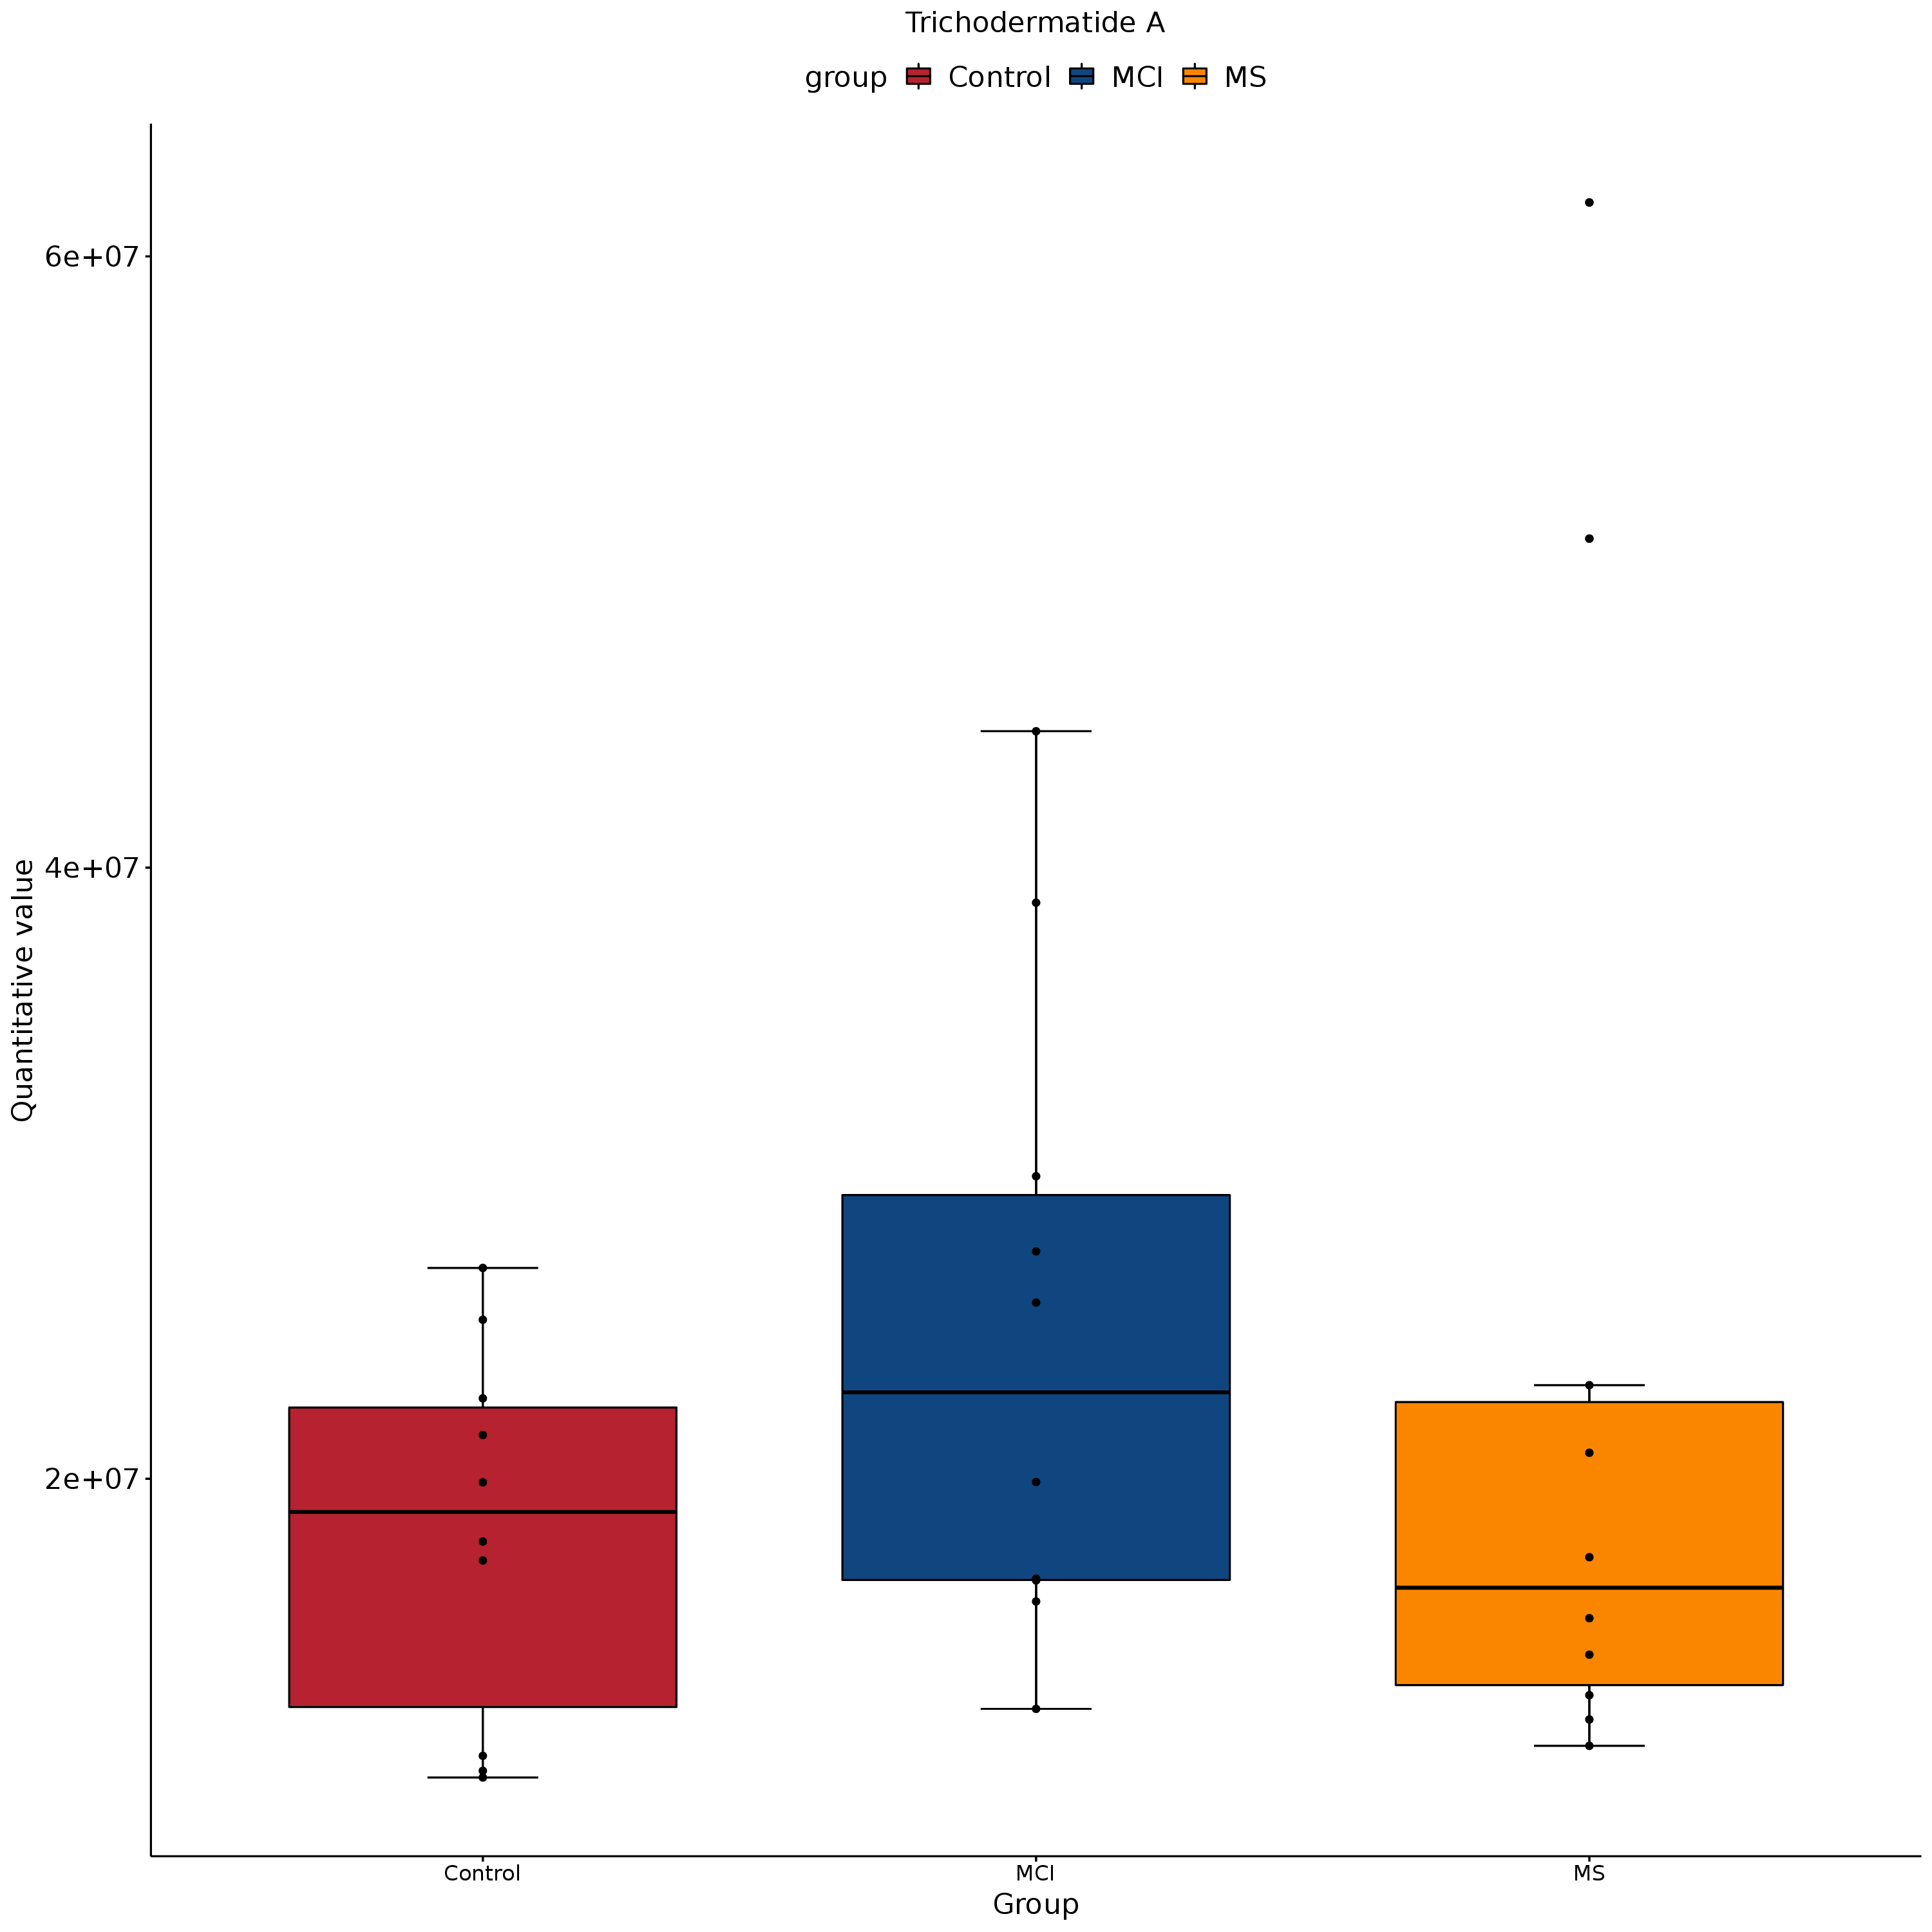 Trichodermatide A
group Control MCI MS
6e+07
4e+07
2e+07
Quantitative value
Control MCI MS
Group